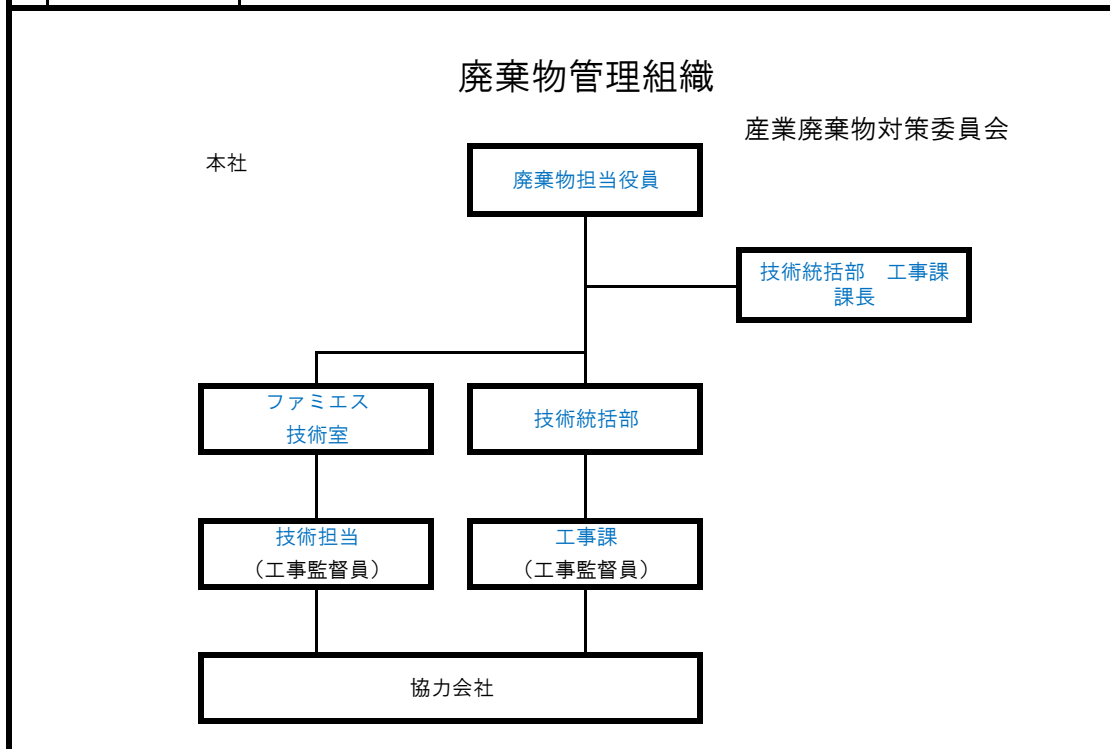 廃棄物管理組織
産業廃棄物対策委員会
本社
廃棄物担当役員
技術統括部　工事課
課長
ファミエス
技術室
技術統括部
技術担当
（工事監督員）
工事課
（工事監督員）
協力会社